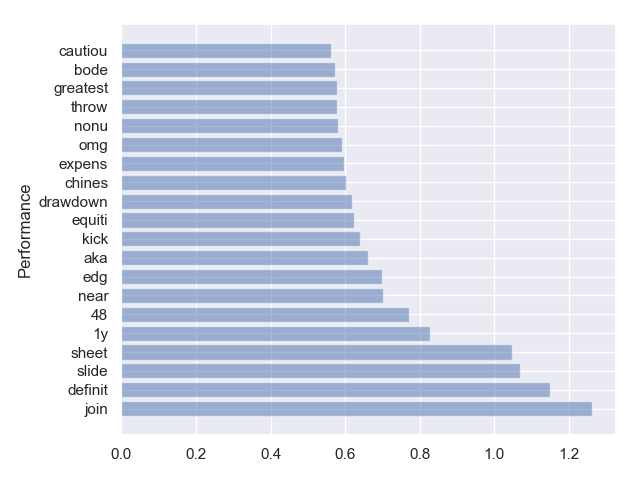 cautiou
bode
greatest
throw
nonu
omg
expens
chines
drawdown
equiti
kick
aka
edg
near
48
1y
sheet
slide
definit
join
Performance
0.0 0.2 0.4 0.6 0.8 1.0 1.2